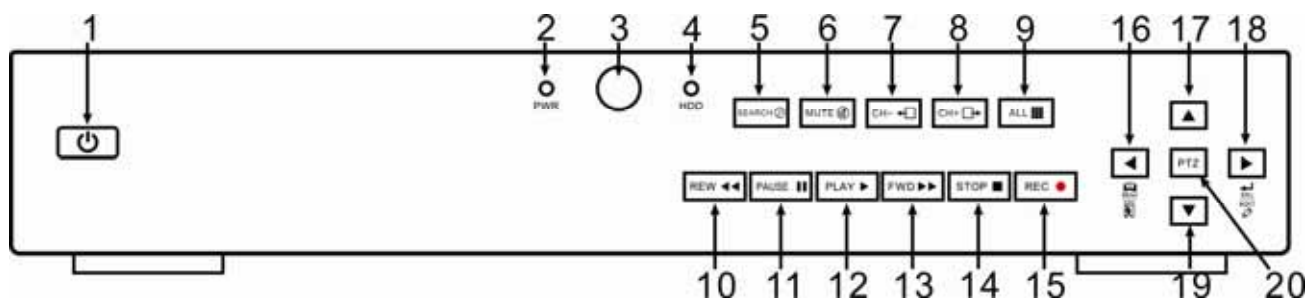 1 2 3 4 5 6 7 8 9 16 17 18
PWR HDD SEARCH MUTE CH- CH+ ALL
PTZ
REW PAUSE PLAY FWD STOP REC
10 11 12 13 14 15 19 20